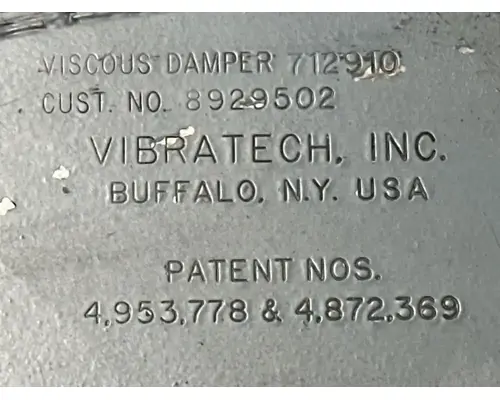 VISCOUS DAMPER 712910
CUST. NO. 8929502
VIBRATECH, INC.
BUFFALO, N.Y. USA
PATENT NOS.
4,953,778 & 4,872,369